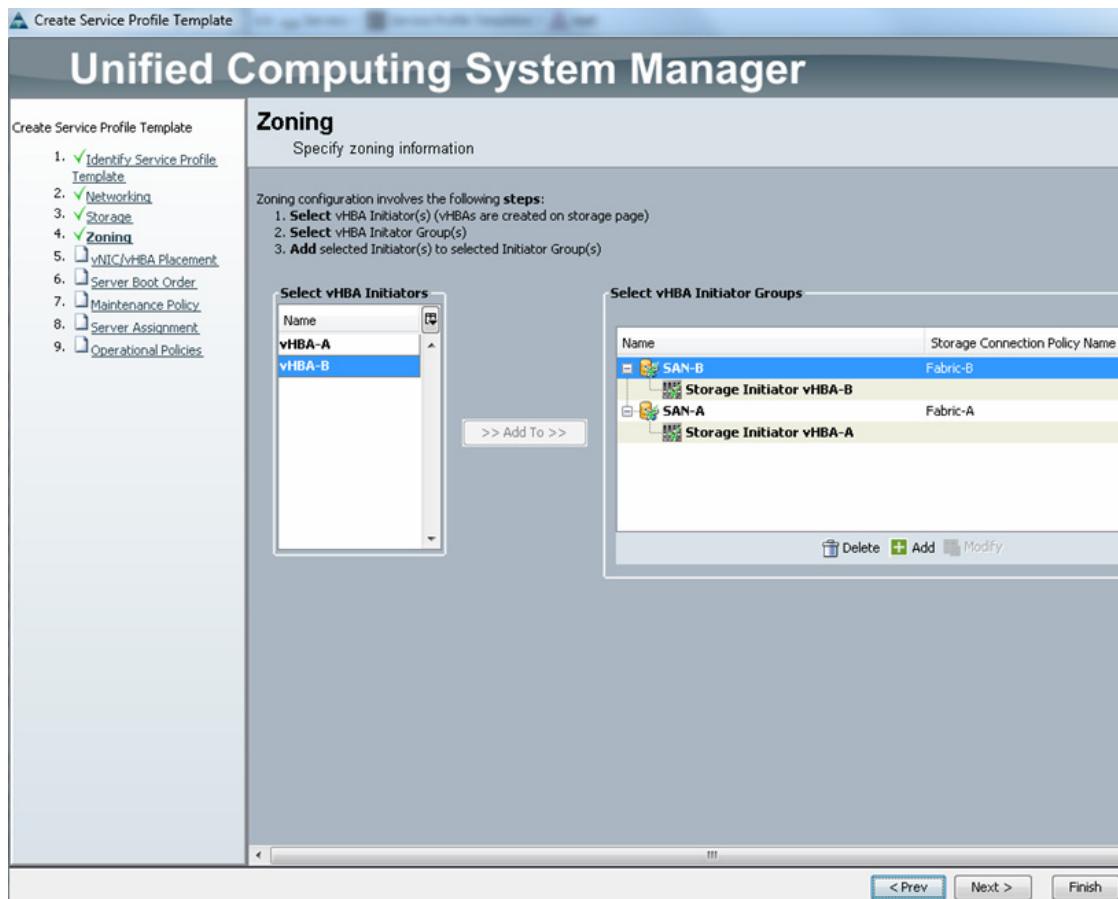 Create Service Profile Template
Unified Computing System Manager
Create Service Profile Template
1. Identify Service Profile
Template
2. Networking
3. Storage
4. Zoning
5. vNIC/vHBA Placement
6. Server Boot Order
7. Maintenance Policy
8. Server Assignment
9. Operational Policies
Zoning
Specify zoning information
Zoning configuration involves the following steps:
1. Select vHBA Initiator(s) (vHBAs are created on storage page)
2. Select vHBA Initator Group(s)
3. Add selected Initiator(s) to selected Initiator Group(s)
Select vHBA Initiators
Name
vHBA-A
vHBA-B
>> Add To >>
Select vHBA Initiator Groups
Name Storage Connection Policy Name
SAN-B Fabric-B
Storage Initiator vHBA-B
SAN-A Fabric-A
Storage Initiator vHBA-A
Delete Add Modify
< Prev Next > Finish